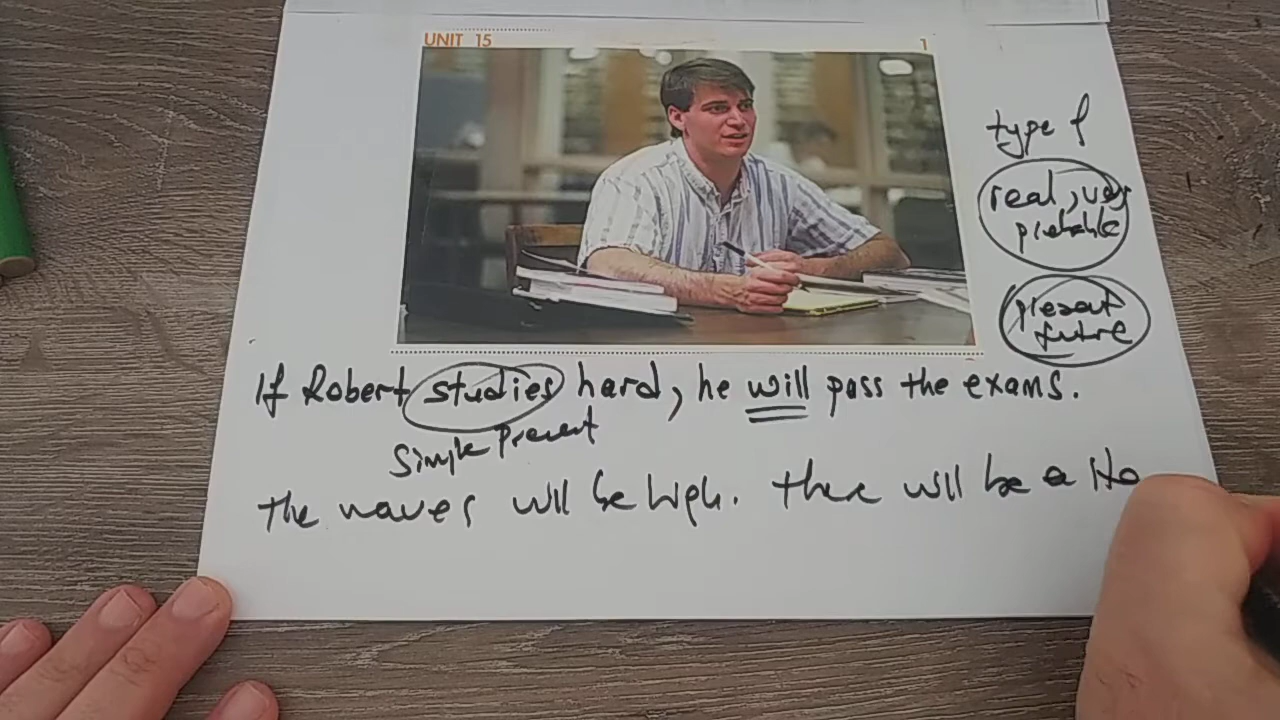 UNIT 15
1
type 1
real, very
probable
present
future
If Robert studies hard, he will pass the exams.
Simple Present
The waves will be high. There will be a sto